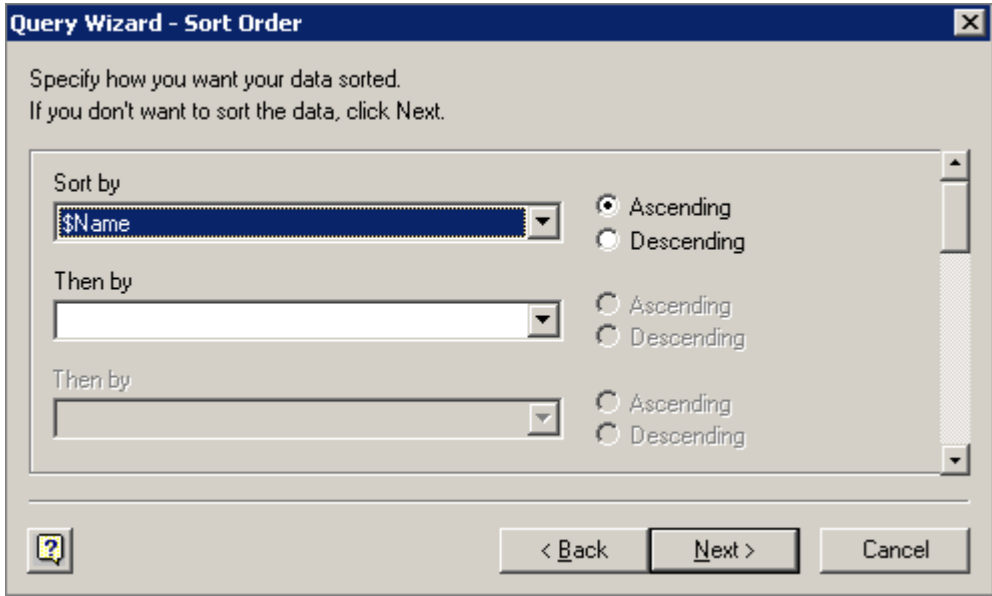 Query Wizard - Sort Order
Specify how you want your data sorted.
If you don't want to sort the data, click Next.
Sort by
$Name
Ascending
Descending
Then by
Ascending
Descending
Then by
Ascending
Descending
< Back
Next >
Cancel